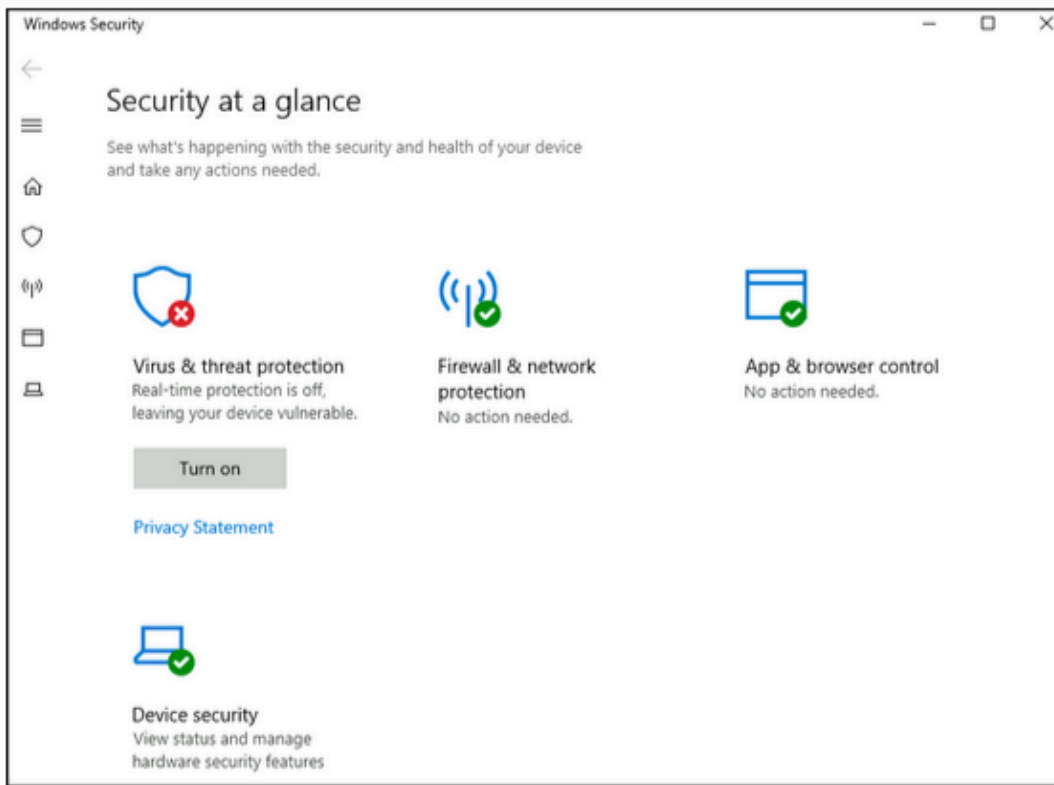 Windows Security
Security at a glance
See what's happening with the security and health of your device
and take any actions needed.
Virus & threat protection
Real-time protection is off,
leaving your device vulnerable.
Turn on
Privacy Statement
Firewall & network
protection
No action needed.
App & browser control
No action needed.
Device security
View status and manage
hardware security features